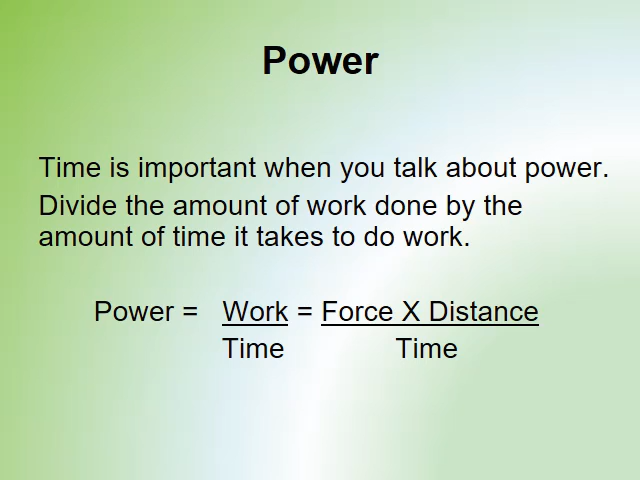 Power
Time is important when you talk about power.
Divide the amount of work done by the
amount of time it takes to do work.
Power = Work = Force X Distance
Time Time